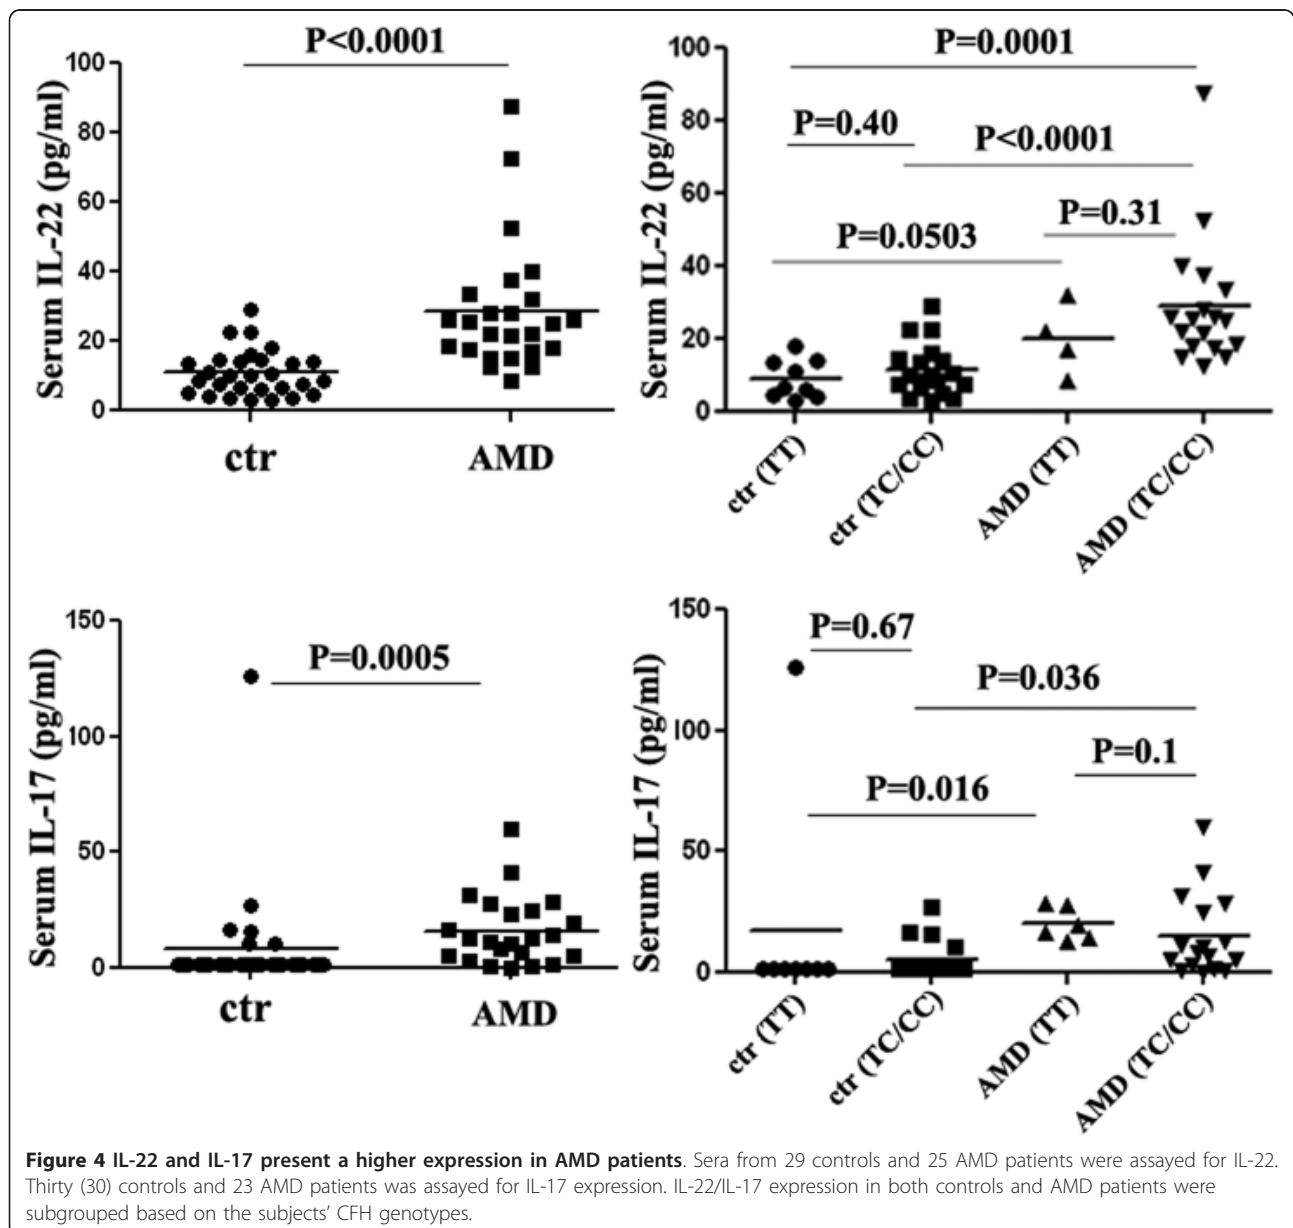 P<0.0001
100
80
60
40
20
0
Serum IL-22 (pg/ml)
ctr
AMD
P=0.0001
P=0.40
P<0.0001
P=0.31
P=0.0503
100
80
60
40
20
0
Serum IL-22 (pg/ml)
ctr (TT)
ctr (TC/CC)
AMD (TT)
AMD (TC/CC)
P=0.0005
150
100
50
0
Serum IL-17 (pg/ml)
ctr
AMD
P=0.67
P=0.036
P=0.1
P=0.016
150
100
50
0
Serum IL-17 (pg/ml)
ctr (TT)
ctr (TC/CC)
AMD (TT)
AMD (TC/CC)
Figure 4 IL-22 and IL-17 present a higher expression in AMD patients. Sera from 29 controls and 25 AMD patients were assayed for IL-22.
Thirty (30) controls and 23 AMD patients was assayed for IL-17 expression. IL-22/IL-17 expression in both controls and AMD patients were
subgrouped based on the subjects' CFH genotypes.